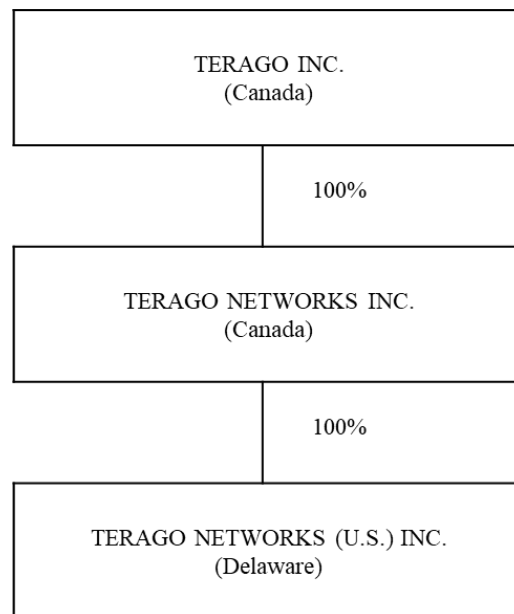 TERAGO INC.
(Canada)
100%
TERAGO NETWORKS INC.
(Canada)
100%
TERAGO NETWORKS (U.S.) INC.
(Delaware)